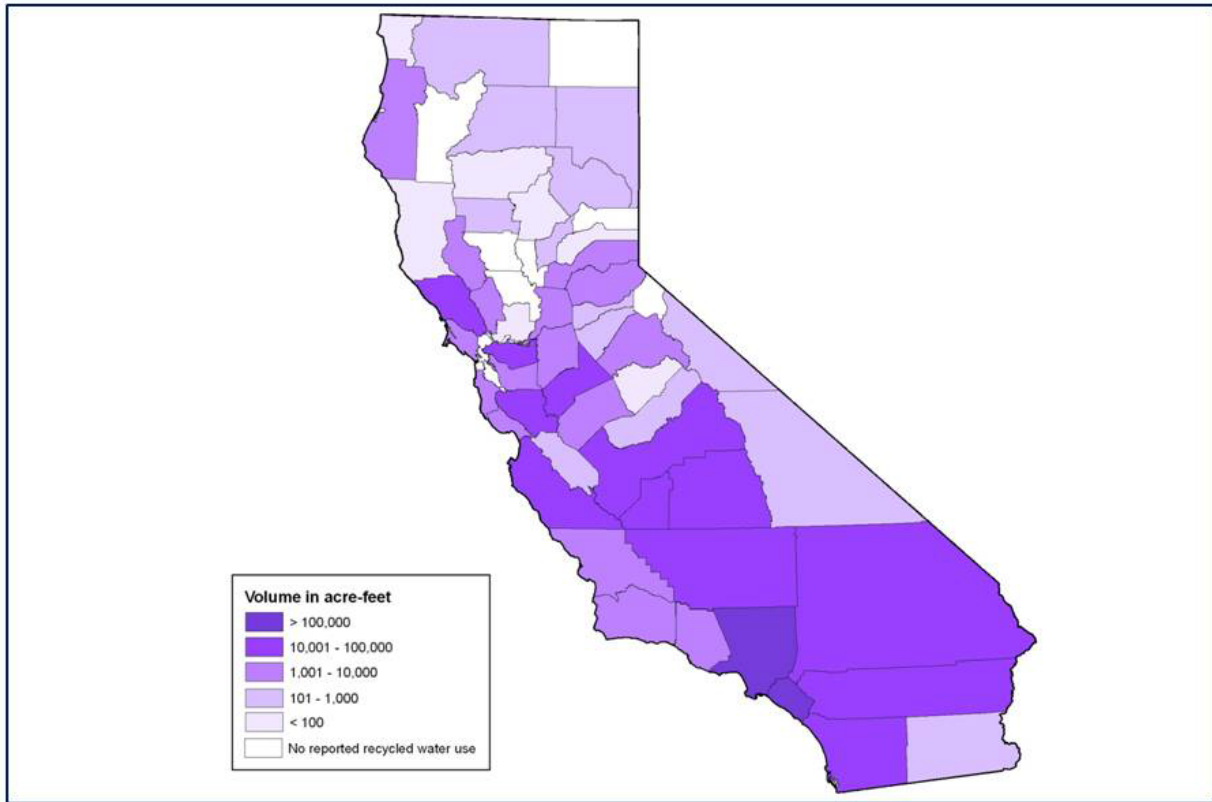 Volume in acre-feet
> 100,000
10,001 - 100,000
1,001 - 10,000
101 - 1,000
< 100
No reported recycled water use